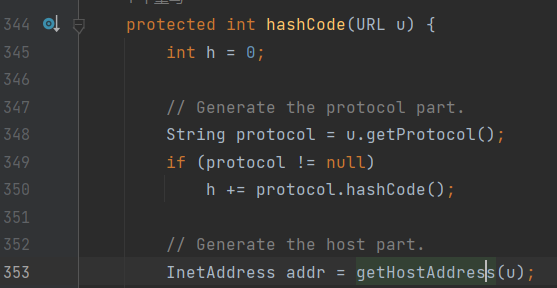 344 protected int hashCode(URL u) {
345 int h = 0;
346
347 // Generate the protocol part.
348 String protocol = u.getProtocol();
349 if (protocol != null)
350 h += protocol.hashCode();
351
352 // Generate the host part.
353 InetAddress addr = getHostAddress(u);